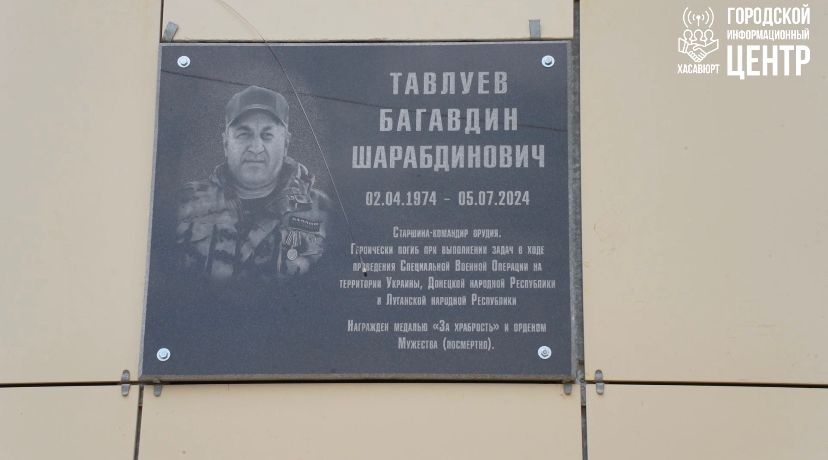 ГОРОДСКОЙ
ИНФОРМАЦИОННЫЙ
ЦЕНТР
ХАСАВЮРТ
ТАВЛУЕВ
БАГАВДИН
ШАРАБДИНОВИЧ
02.04.1974 - 05.07.2024
Старшина-командир орудия.
Героически погиб при выполнении задач в ходе
проведения Специальной Военной Операции на
территории Украины, Донецкой народной Республики
и Луганской народной Республики
Награжден медалью «За храбрость» и орденом
Мужества (посмертно).